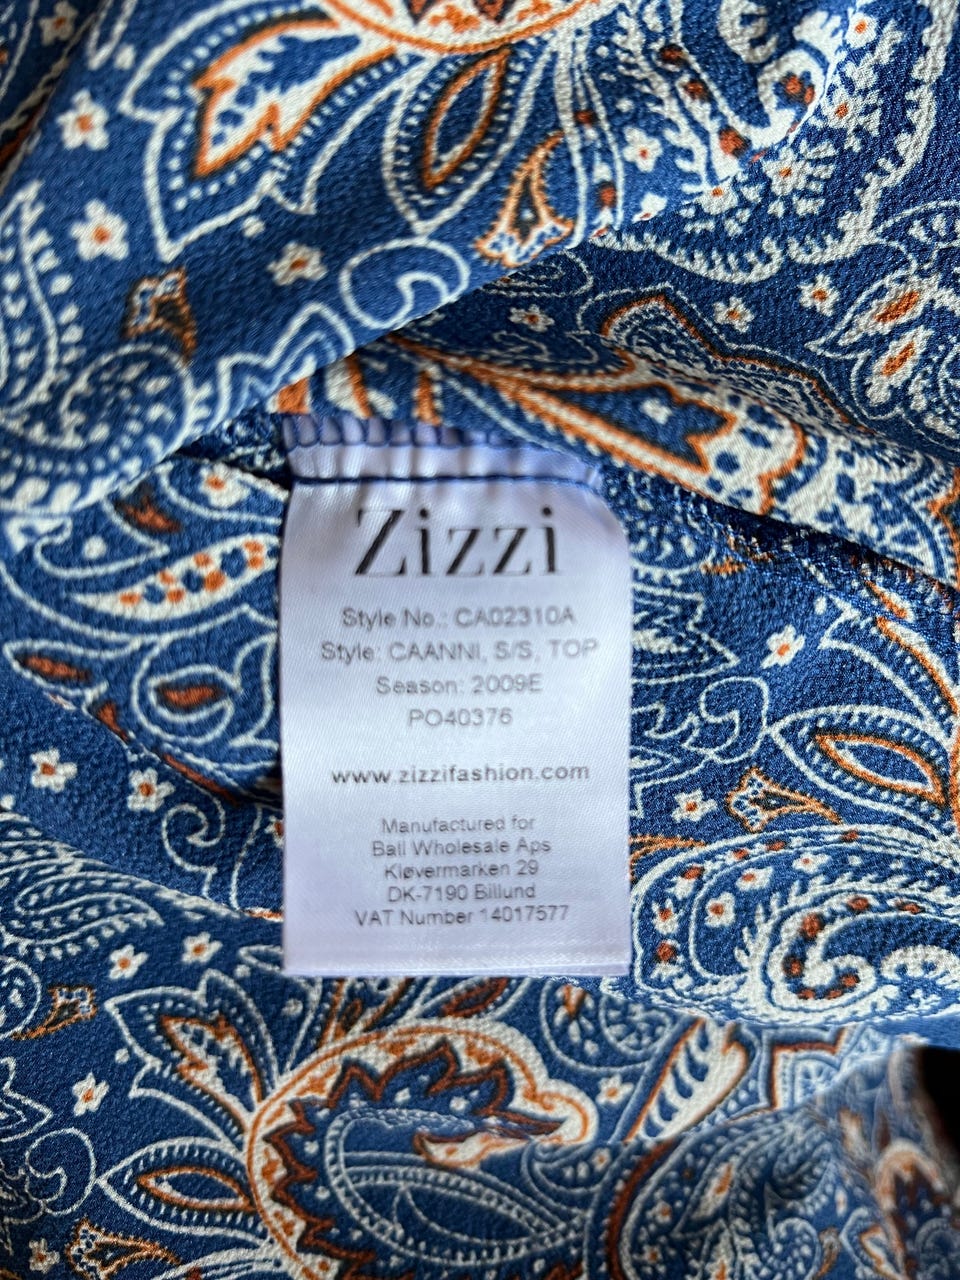 Zizzi
Style No.: CA02310A
Style: CAANNI, S/S, TOP
Season: 2009E
PO40376
www.zizzifashion.com
Manufactured for
Ball Wholesale Aps
Kløvermarken 29
DK-7190 Billund
VAT Number 14017577